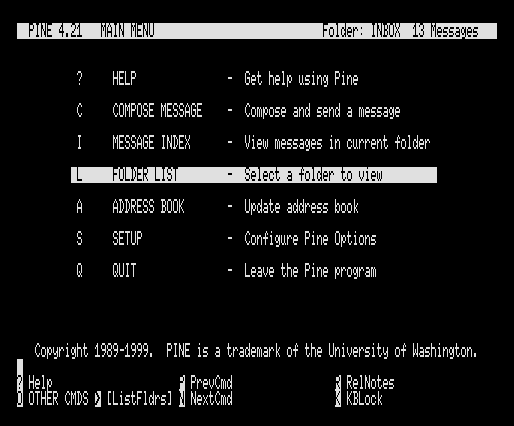 PINE 4.21 MAIN MENU Folder: INBOX 13 Messages
? HELP - Get help using Pine
C COMPOSE MESSAGE - Compose and send a message
I MESSAGE INDEX - View messages in current folder
L FOLDER LIST - Select a folder to view
A ADDRESS BOOK - Update address book
S SETUP - Configure Pine Options
Q QUIT - Leave the Pine program
Copyright 1989-1999. PINE is a trademark of the University of Washington.
? Help P PrevCmd R RelNotes
O OTHER CMDS > [ListFldrs] N NextCmd K KBLock